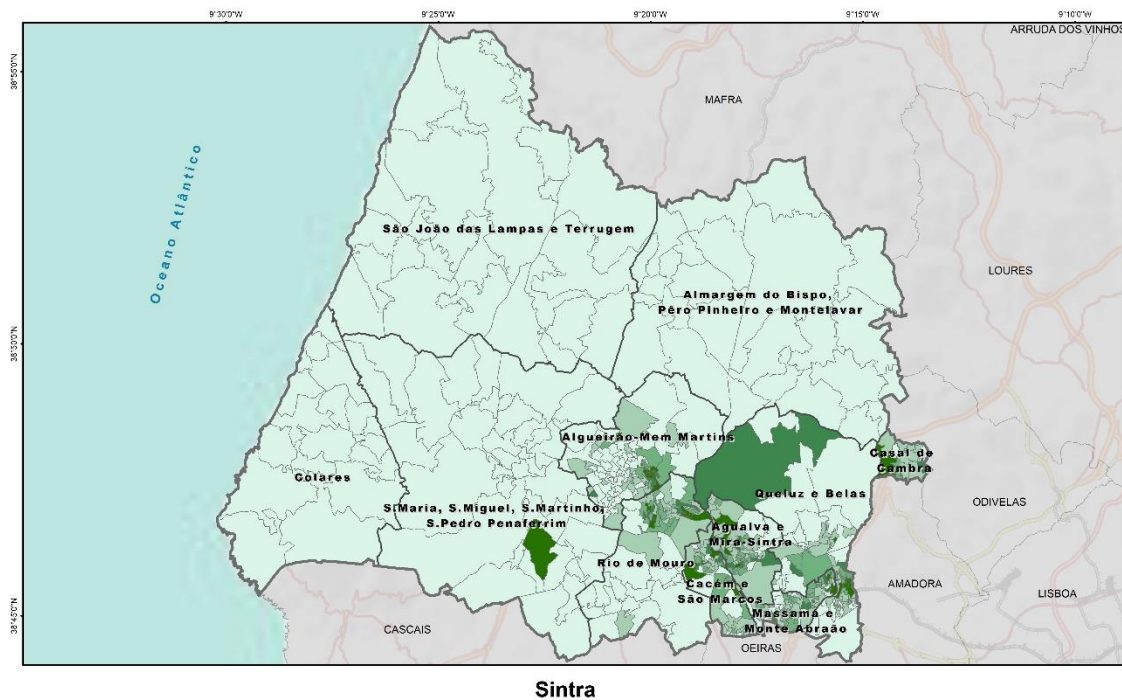 9°30'0"W
9°25'0"W
9°20'0"W
9°15'0"W
9°10'0"W
ARRUDA DOS VINHOS
38°55'0"N
MAFRA
Oceano Atlântico
São João das Lampas e Terrugem
LOURES
Almargem do Bispo,
Pêro Pinheiro e Montelavar
38°50'0"N
Algueirão-Mem Martins
Casal de
Cambra
Colares
Queluz e Belas
ODIVELAS
S.Maria, S.Miguel, S.Martinho,
S.Pedro Penaferrim
Agualva e
Mira-Sintra
Rio de Mouro
AMADORA
Cacém e
São Marcos
LISBOA
Massamá e
Monte Abraão
38°45'0"N
CASCAIS
OEIRAS
Sintra